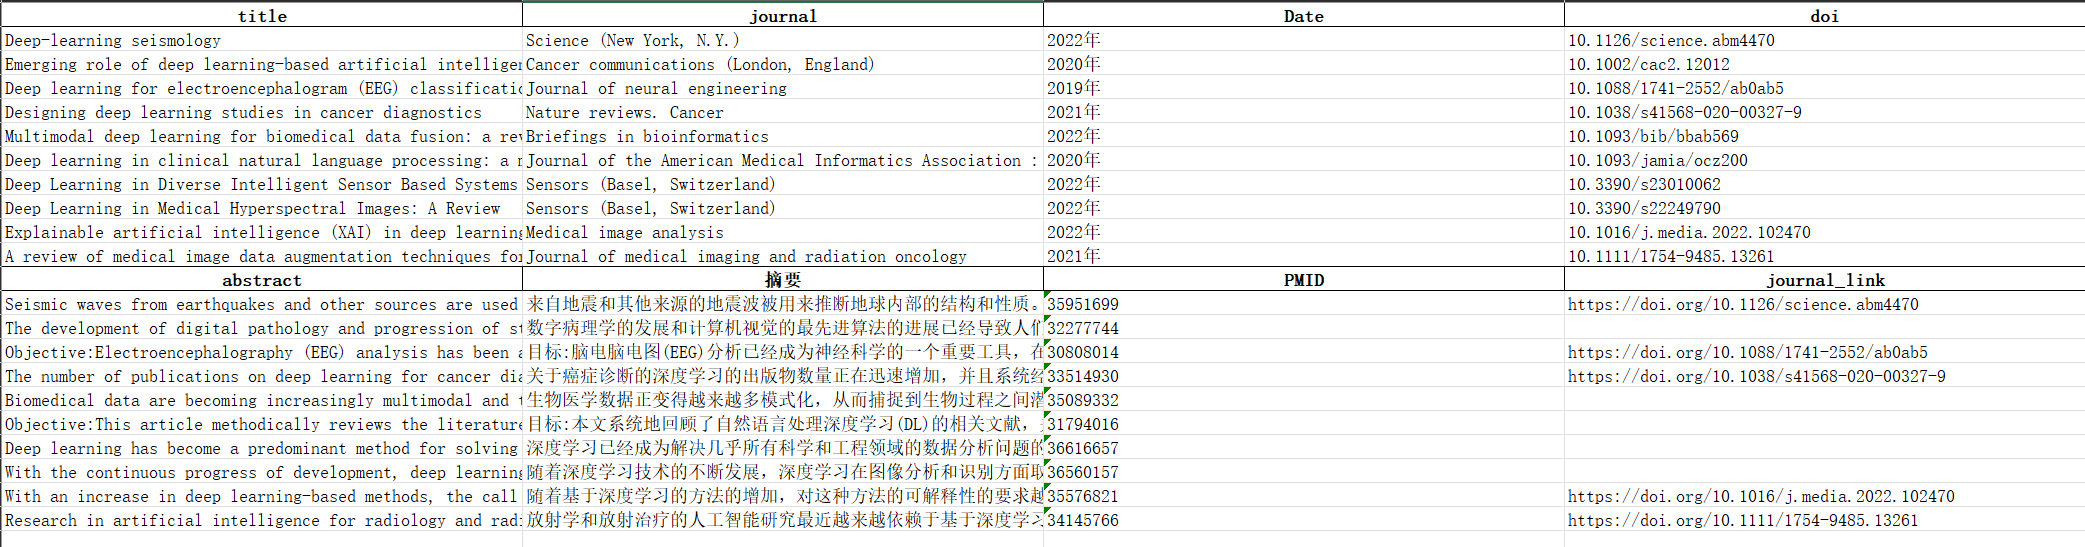 title journal Date doi
Deep-learning seismology Science (New York, N.Y.) 2022年 10.1126/science.abm4470
Emerging role of deep learning-based artificial intelligen Cancer communications (London, England) 2020年 10.1002/cac2.12012
Deep learning for electroencephalogram (EEG) classificatio Journal of neural engineering 2019年 10.1088/1741-2552/ab0ab5
Designing deep learning studies in cancer diagnostics Nature reviews. Cancer 2021年 10.1038/s41568-020-00327-9
Multimodal deep learning for biomedical data fusion: a rev Briefings in bioinformatics 2022年 10.1093/bib/bbab569
Deep learning in clinical natural language processing: a m Journal of the American Medical Informatics Association : 2020年 10.1093/jamia/ocz200
Deep Learning in Diverse Intelligent Sensor Based Systems Sensors (Basel, Switzerland) 2022年 10.3390/s23010062
Deep Learning in Medical Hyperspectral Images: A Review Sensors (Basel, Switzerland) 2022年 10.3390/s22249790
Explainable artificial intelligence (XAI) in deep learning Medical image analysis 2022年 10.1016/j.media.2022.102470
A review of medical image data augmentation techniques for Journal of medical imaging and radiation oncology 2021年 10.1111/1754-9485.13261
abstract 摘要 PMID journal_link
Seismic waves from earthquakes and other sources are used 来自地震和其他来源的地震波被用来推断地球内部的结构和性质。 35951699 https://doi.org/10.1126/science.abm4470
The development of digital pathology and progression of st 数字病理学的发展和计算机视觉的最先进算法的进展已经导致人们 32277744
Objective:Electroencephalography (EEG) analysis has been a 目标:脑电脑电图(EEG)分析已经成为神经科学的一个重要工具，在 30808014 https://doi.org/10.1088/1741-2552/ab0ab5
The number of publications on deep learning for cancer dia 关于癌症诊断的深度学习的出版物数量正在迅速增加，并且系统经 33514930 https://doi.org/10.1038/s41568-020-00327-9
Biomedical data are becoming increasingly multimodal and t 生物医学数据正变得越来越多模式化，从而捕捉到生物过程之间潜 35089332
Objective:This article methodically reviews the literature 目标:本文系统地回顾了自然语言处理深度学习(DL)的相关文献， 31794016
Deep learning has become a predominant method for solving 深度学习已经成为解决几乎所有科学和工程领域的数据分析问题的 36616657
With the continuous progress of development, deep learning 随着深度学习技术的不断发展，深度学习在图像分析和识别方面取 36560157
With an increase in deep learning-based methods, the call 随着基于深度学习的方法的增加，对这种方法的可解释性的要求越 35576821 https://doi.org/10.1016/j.media.2022.102470
Research in artificial intelligence for radiology and radi 放射学和放射治疗的人工智能研究最近越来越依赖于基于深度学习 34145766 https://doi.org/10.1111/1754-9485.13261